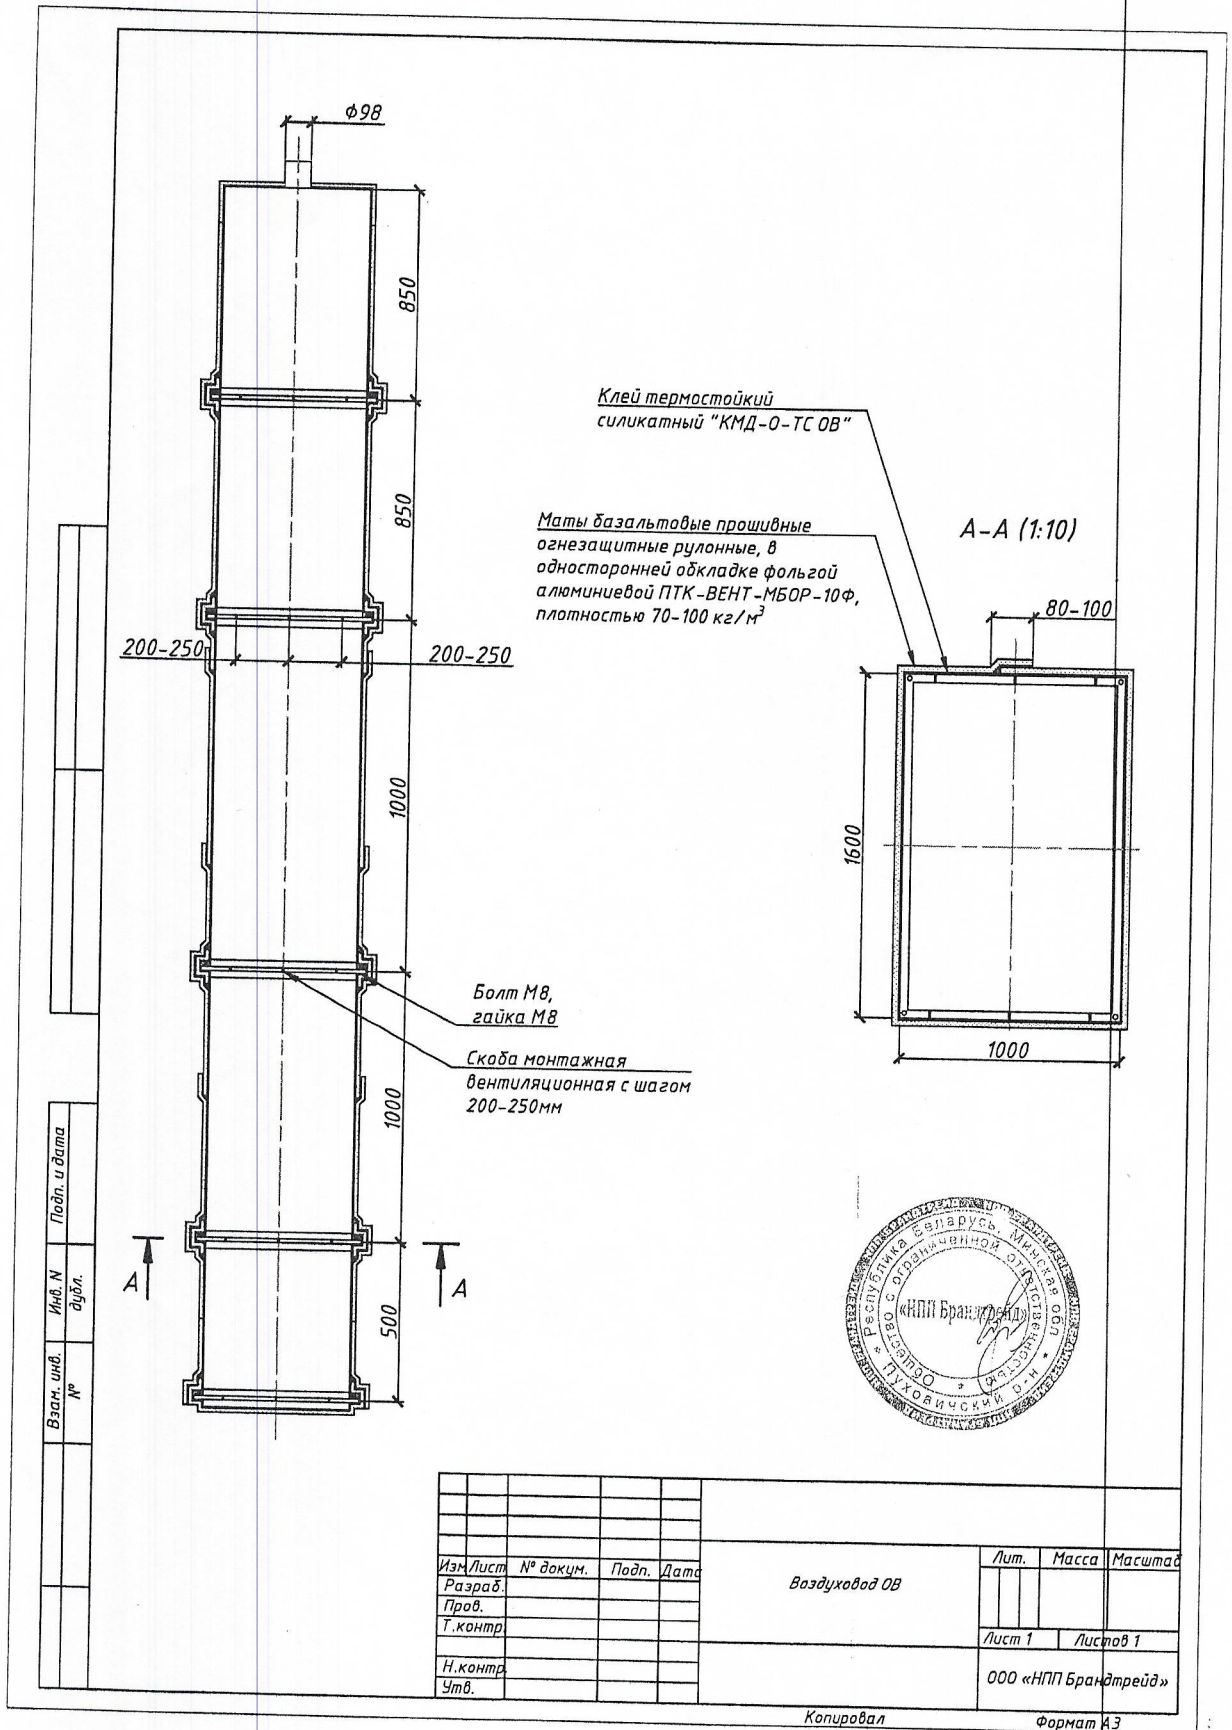 Ф98
850
850
200-250
200-250
1000
1000
500
А
А
Клей термостойкий
силикатный "КМД-О-ТС ОВ"
Маты базальтовые прошивные
огнезащитные рулонные, в
односторонней обкладке фольгой
алюминиевой ПТК-ВЕНТ-МБОР-10Ф,
плотностью 70-100 кг/м³
А-А (1:10)
80-100
1600
1000
Болт М8,
гайка М8
Скоба монтажная
вентиляционная с шагом
200-250мм
Республика Беларусь, Минская обл
* Пуховичский р-н *
Общество с ограниченной ответственностью *
«НПП Брандтрейд»
Подп. и дата
Инв. N
дубл.
Взам. инв.
№
Изм Лист № докум. Подп. Дата
Разраб.
Пров.
Т.контр
Н.контр
Утв.
Воздуховод ОВ
Лит. Масса Масштаб
Лист 1 Листов 1
ООО «НПП Брандтрейд»
Копировал
Формат А3